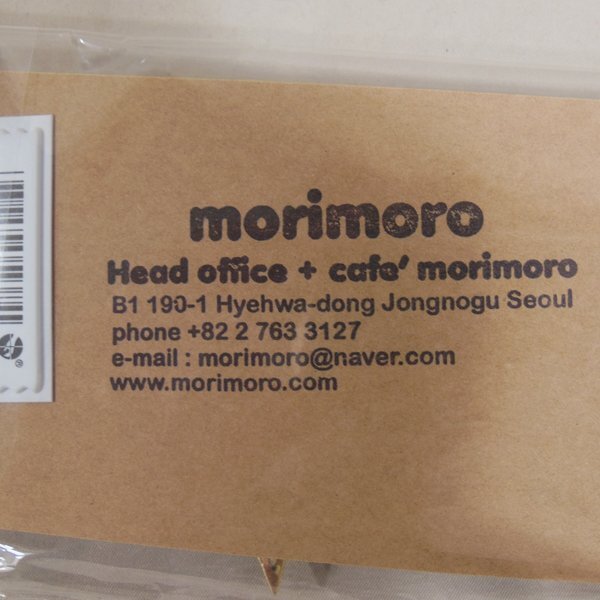 morimoro
Head office + cafe' morimoro
B1 190-1 Hyehwa-dong Jongnogu Seoul
phone +82 2 763 3127
e-mail : morimoro@naver.com
www.morimoro.com